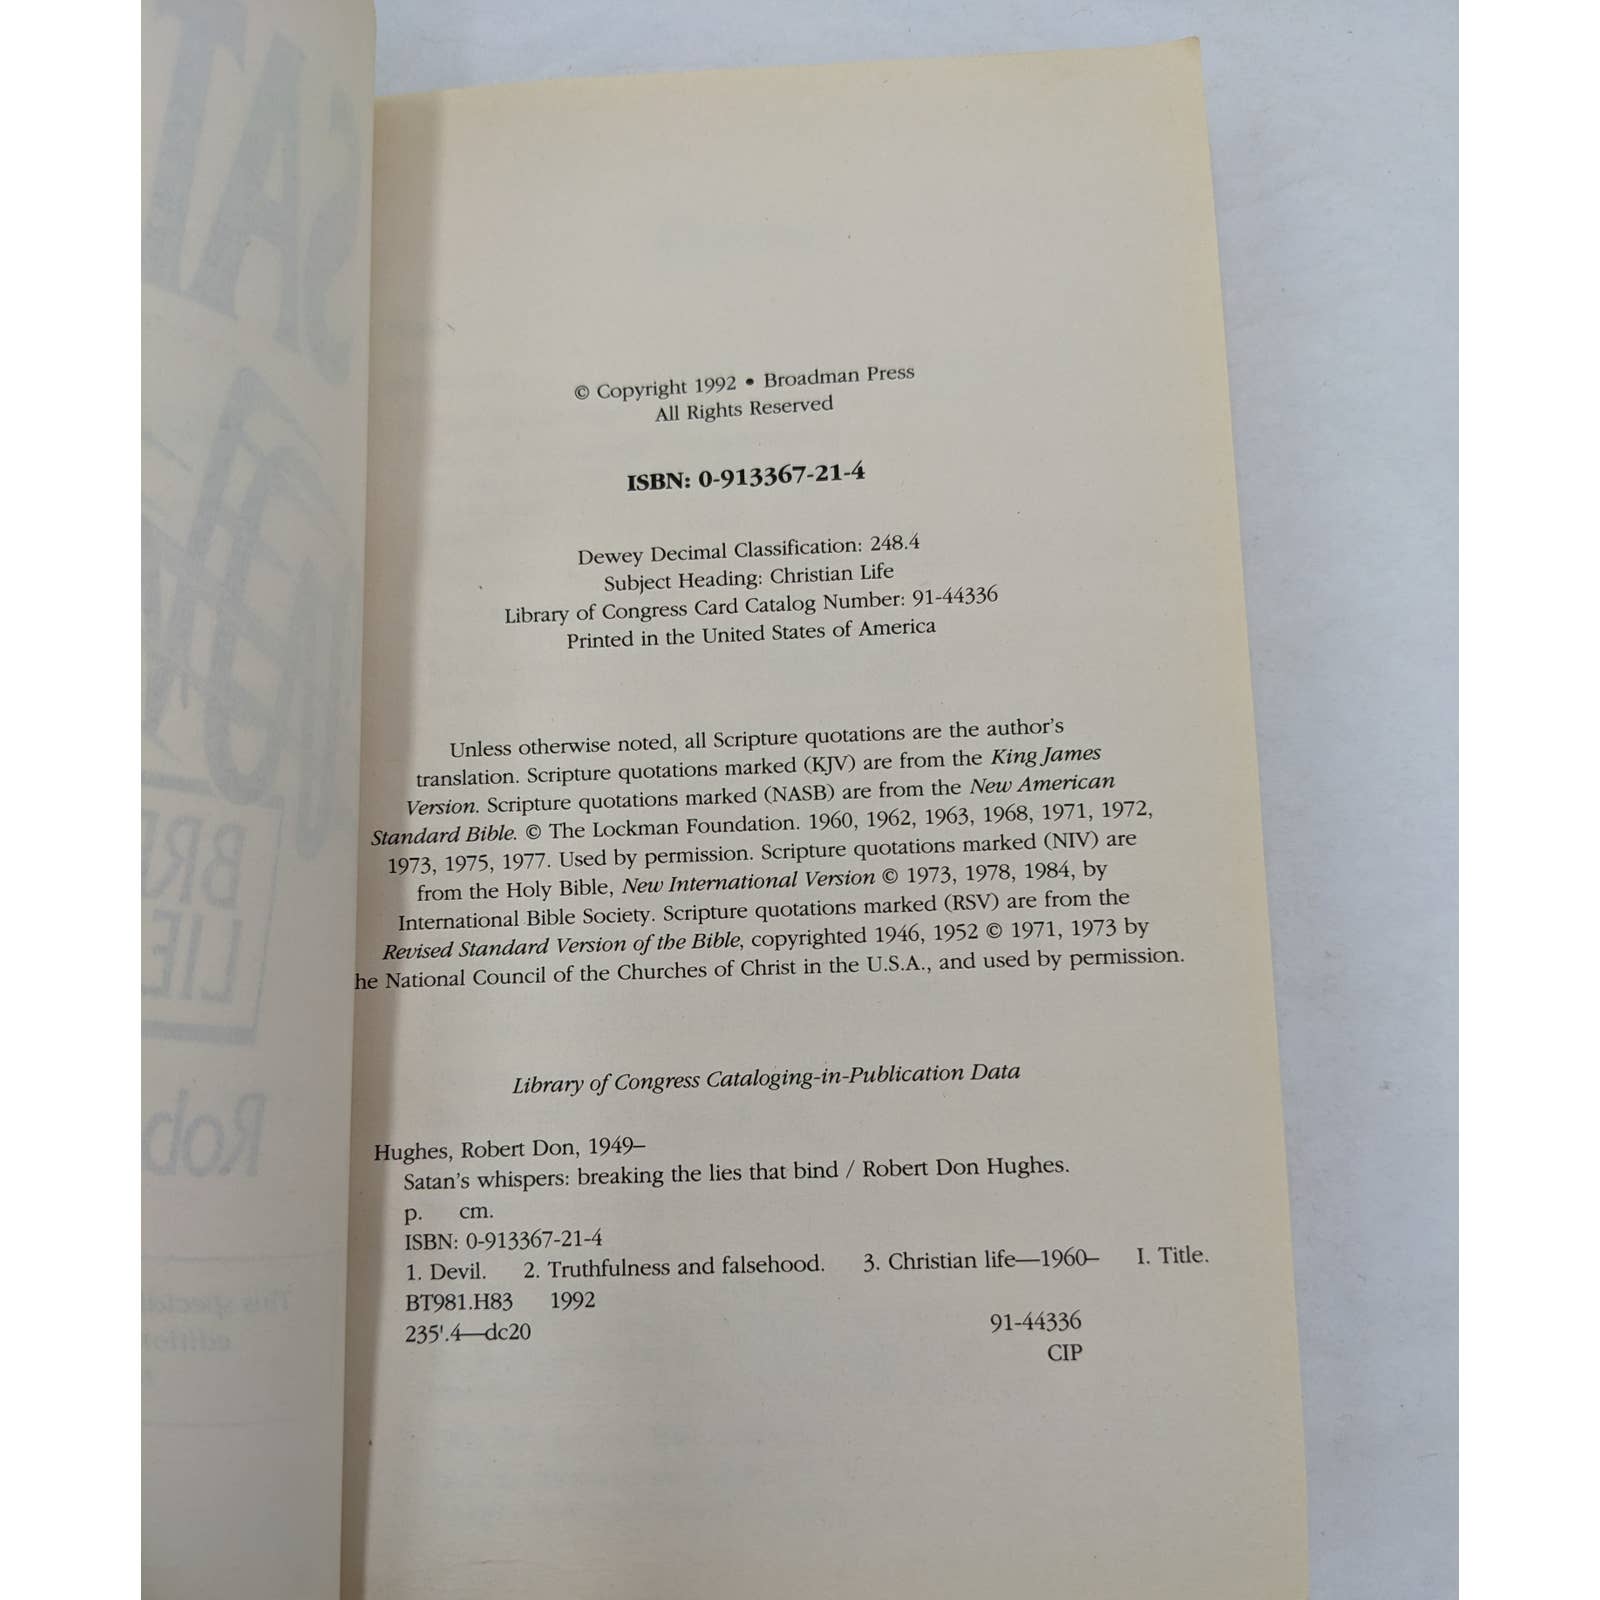 © Copyright 1992 • Broadman Press
All Rights Reserved
ISBN: 0-913367-21-4
Dewey Decimal Classification: 248.4
Subject Heading: Christian Life
Library of Congress Card Catalog Number: 91-44336
Printed in the United States of America
Unless otherwise noted, all Scripture quotations are the author's
translation. Scripture quotations marked (KJV) are from the King James
Version. Scripture quotations marked (NASB) are from the New American
Standard Bible. © The Lockman Foundation. 1960, 1962, 1963, 1968, 1971, 1972,
1973, 1975, 1977. Used by permission. Scripture quotations marked (NIV) are
from the Holy Bible, New International Version © 1973, 1978, 1984, by
International Bible Society. Scripture quotations marked (RSV) are from the
Revised Standard Version of the Bible, copyrighted 1946, 1952 © 1971, 1973 by
he National Council of the Churches of Christ in the U.S.A., and used by permission.
Library of Congress Cataloging-in-Publication Data
Hughes, Robert Don, 1949–
Satan's whispers: breaking the lies that bind / Robert Don Hughes.
p. cm.
ISBN: 0-913367-21-4
1. Devil. 2. Truthfulness and falsehood. 3. Christian life—1960– I. Title.
BT981.H83 1992
235'.4—dc20 91-44336
CIP